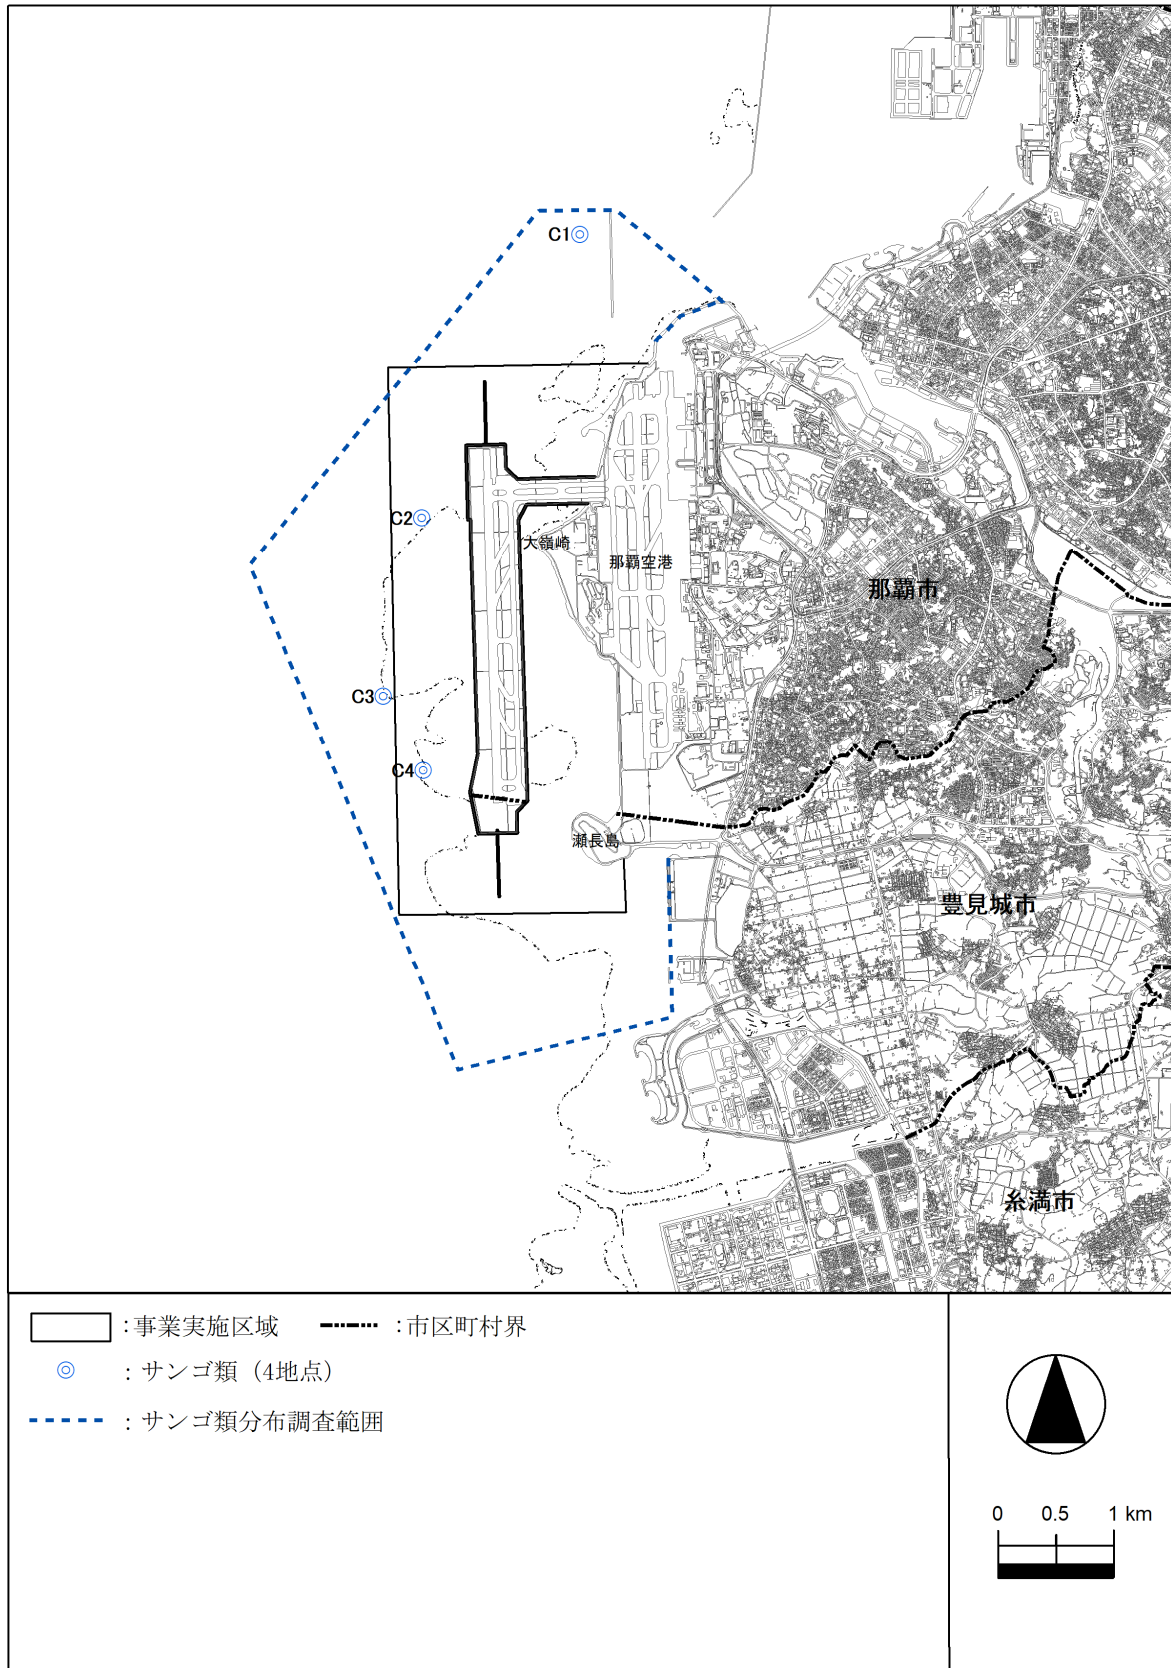 C1
C2
大嶺崎
那覇空港
那覇市
C3
C4
瀬長島
豊見城市
糸満市
：事業実施区域
：市区町村界
：サンゴ類（4地点）
：サンゴ類分布調査範囲
0 0.5 1 km